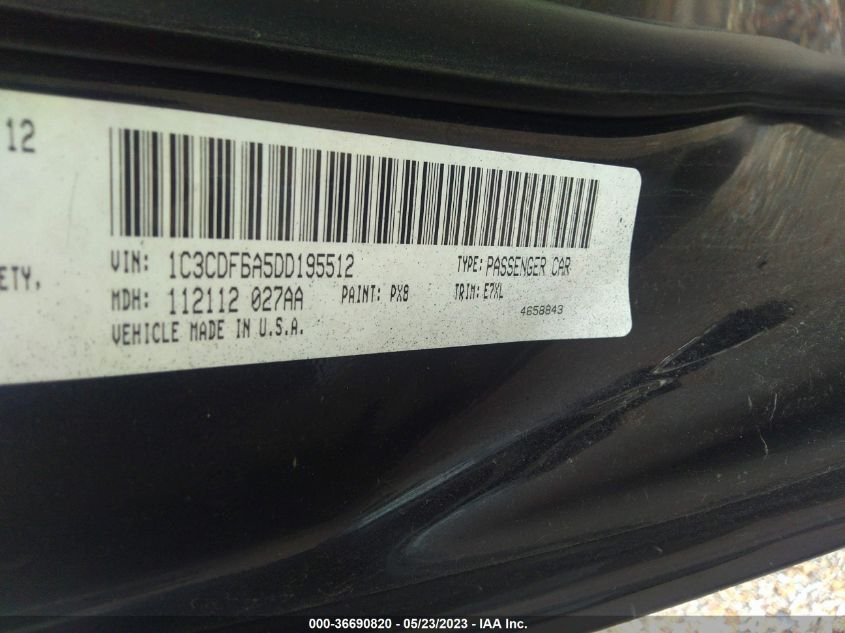 12
VIN: 1C3CDF6A5DD195512 TYPE: PASSENGER CAR
ETY,
MDH: 112112 027AA PAINT: PX8 TRIM: E7XL
4658843
VEHICLE MADE IN U.S.A.
000-36690820 - 05/23/2023 - IAA Inc.